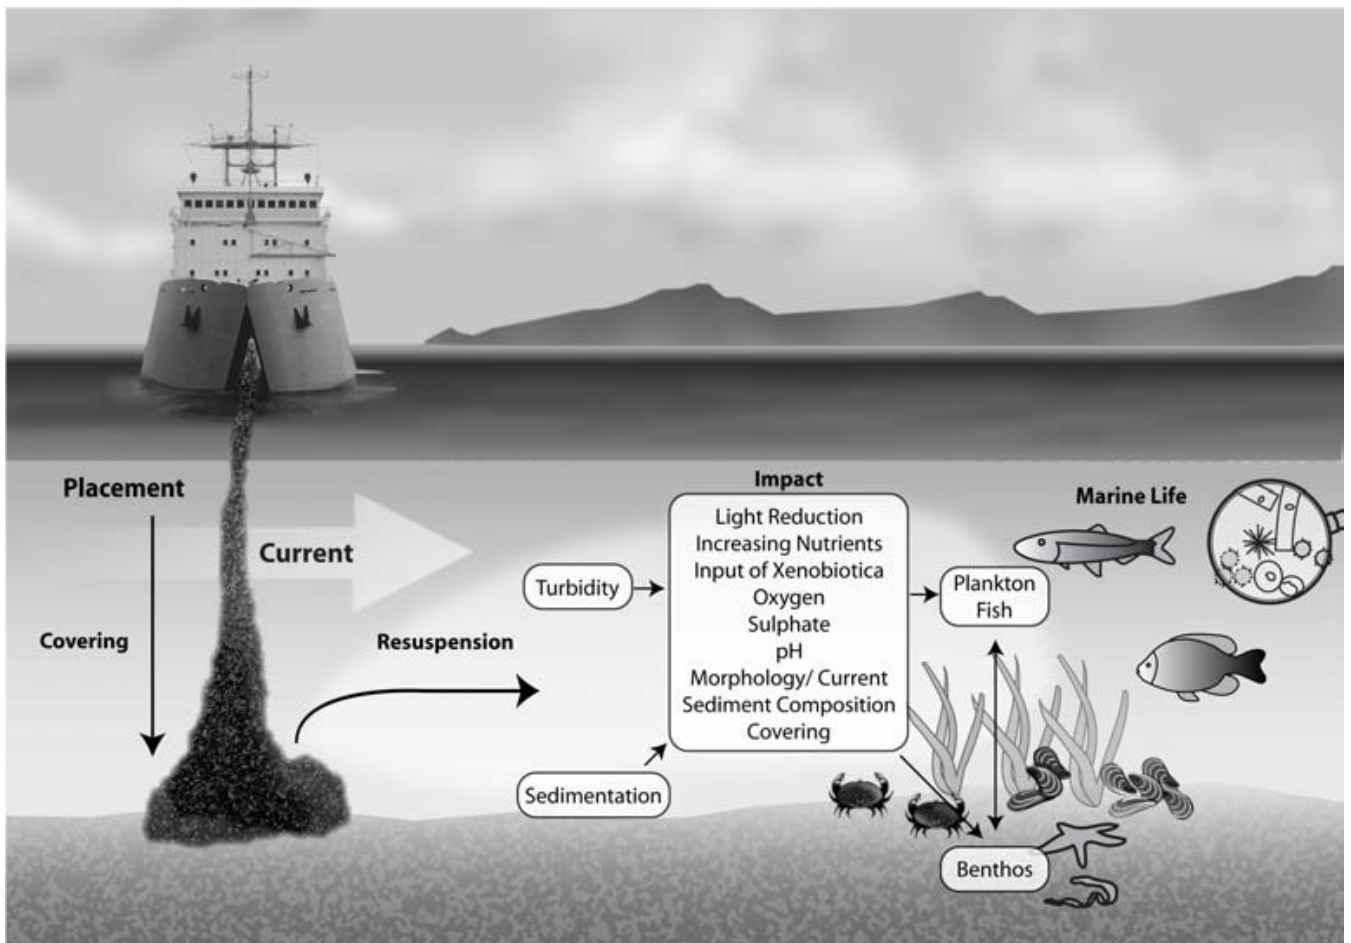 Placement
Current
Covering
Resuspension
Turbidity
Sedimentation
Impact
Light Reduction
Increasing Nutrients
Input of Xenobiotica
Oxygen
Sulphate
pH
Morphology/ Current
Sediment Composition
Covering
Marine Life
Plankton
Fish
Benthos